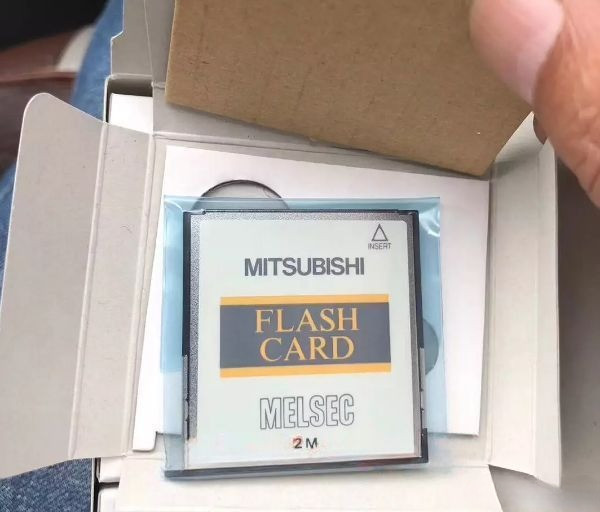 INSERT
MITSUBISHI
FLASH
CARD
MELSEC
2M